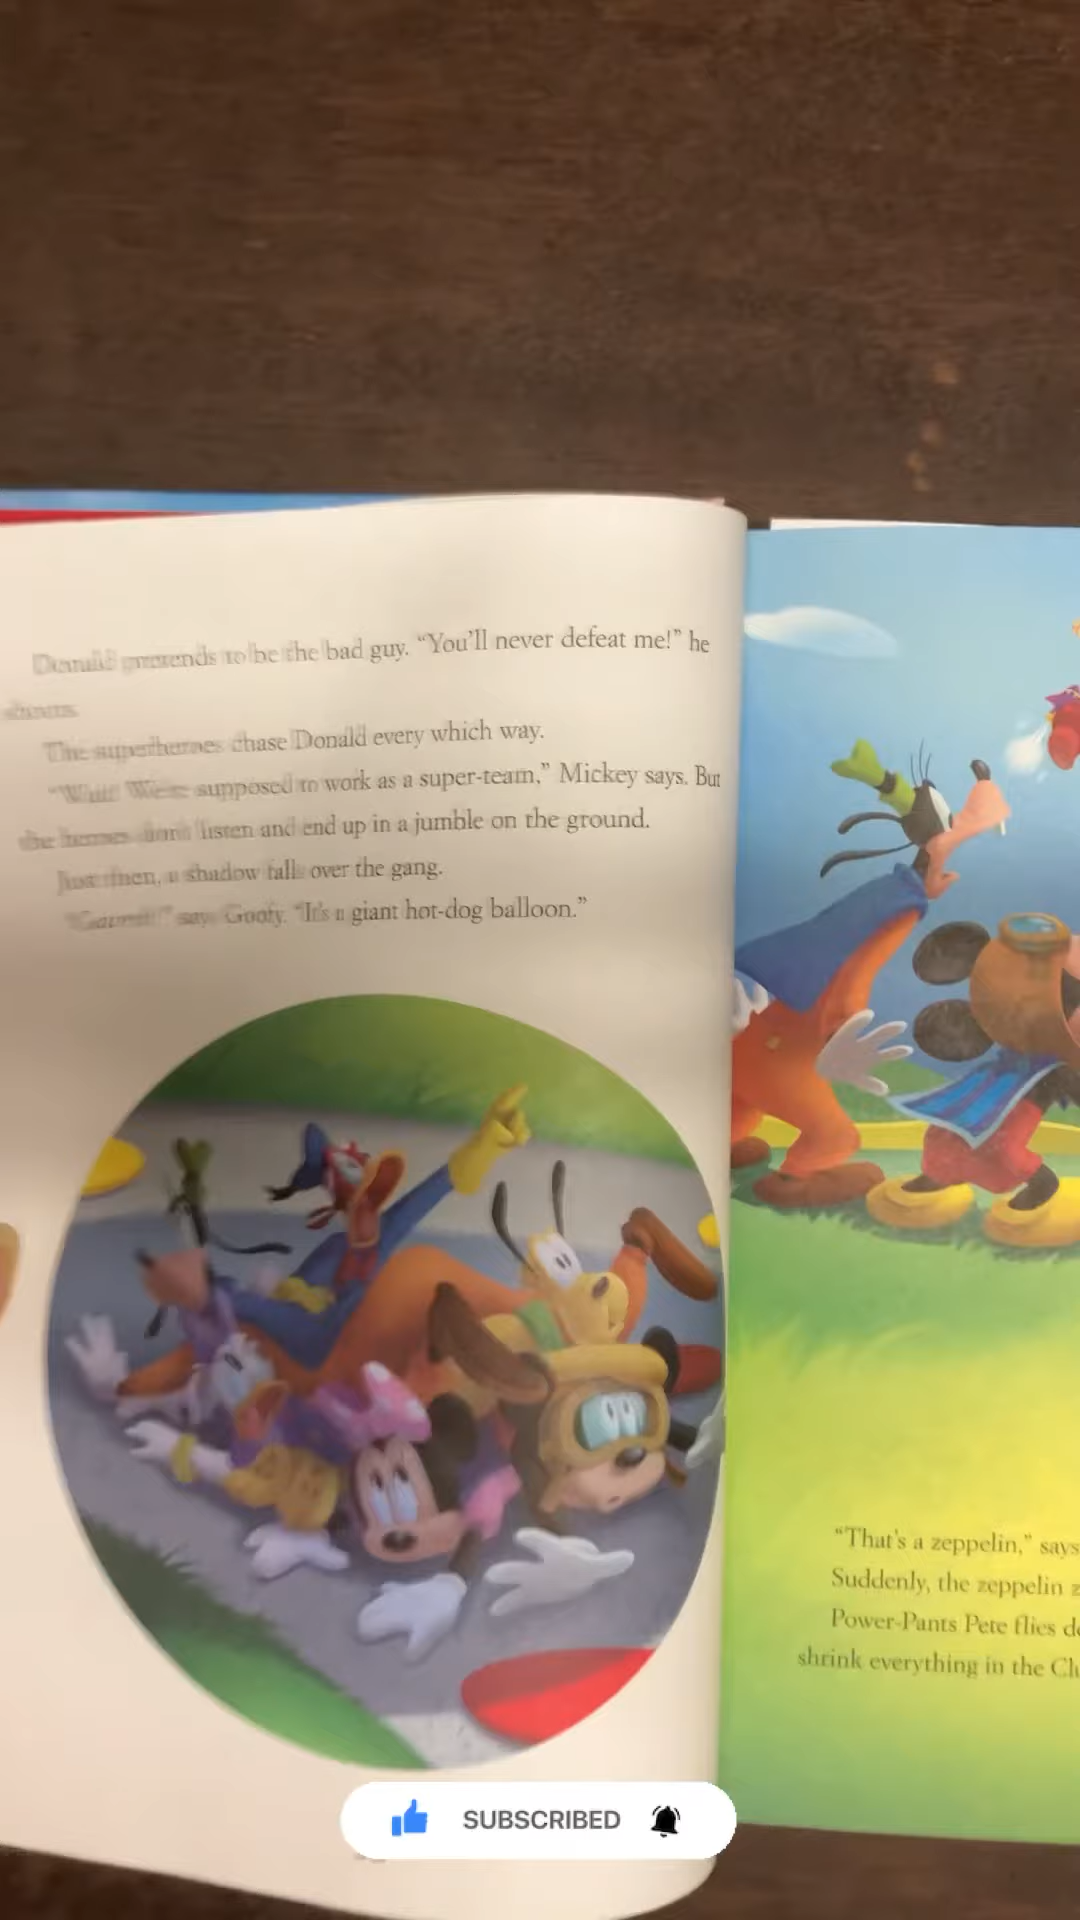 Donald pretends to be the bad guy. “You’ll never defeat me!” he
shouts.
The superheroes chase Donald every which way.
“Wait! We’re supposed to work as a super-team,” Mickey says. But
the heroes don’t listen and end up in a jumble on the ground.
Just then, a shadow falls over the gang.
“Gawrsh!” says Goofy. “It’s a giant hot-dog balloon.”
“That’s a zeppelin,” says
Suddenly, the zeppelin
Power-Pants Pete flies
shrink everything in the
SUBSCRIBED